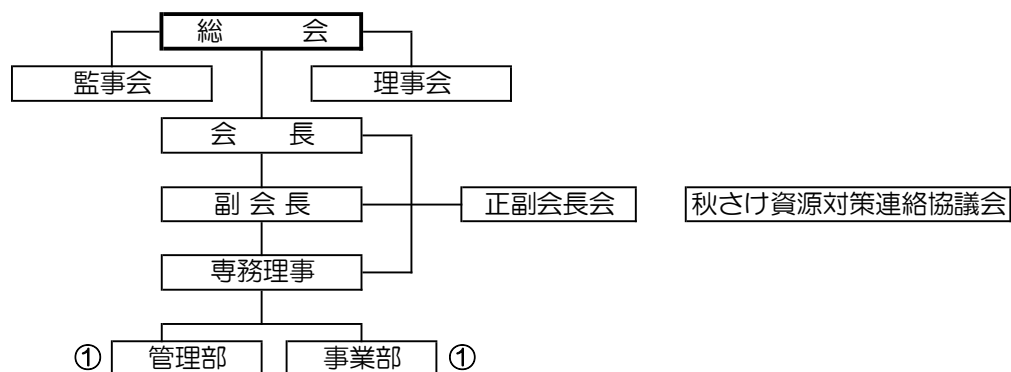 総　　会
監事会
理事会
会　　長
副 会 長
正副会長会
秋さけ資源対策連絡協議会
専務理事
① 管理部
事業部 ①